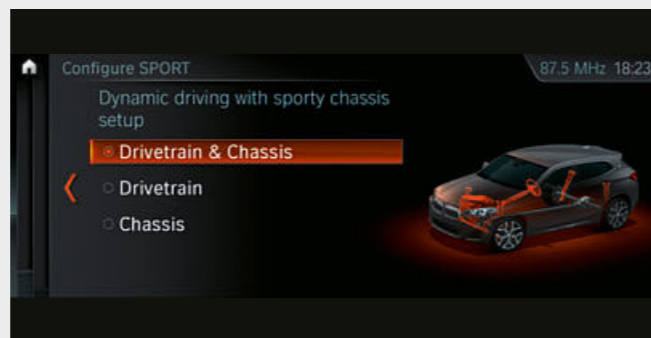 Configure SPORT
87.5 MHz 18:23
Dynamic driving with sporty chassis
setup
Drivetrain & Chassis
Drivetrain
Chassis